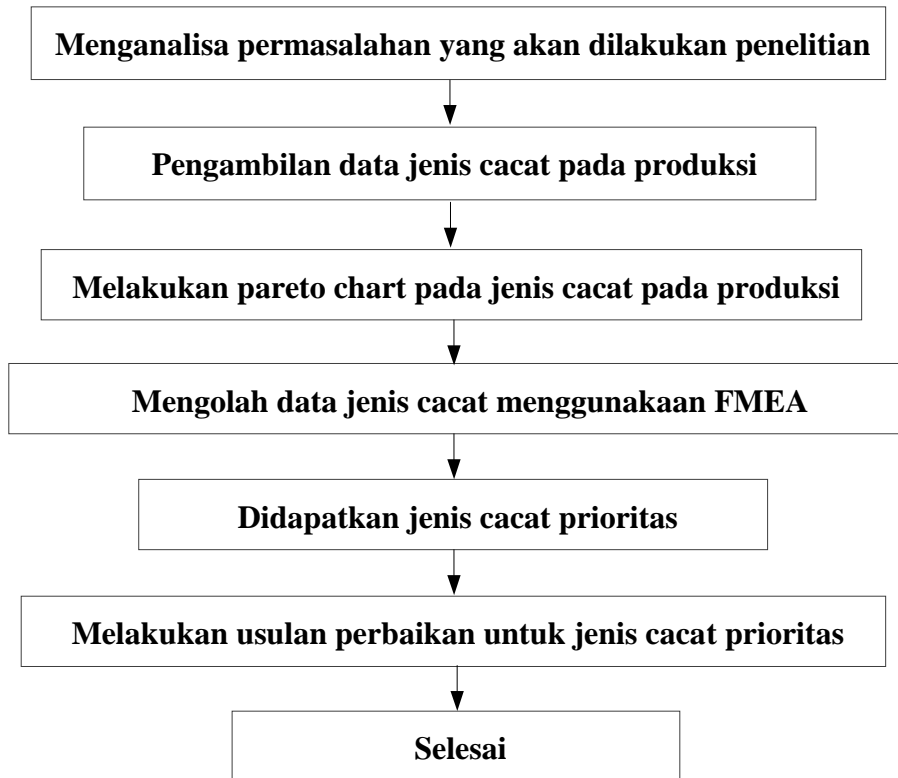 Menganalisa permasalahan yang akan dilakukan penelitian
Pengambilan data jenis cacat pada produksi
Melakukan pareto chart pada jenis cacat pada produksi
Mengolah data jenis cacat menggunakaan FMEA
Didapatkan jenis cacat prioritas
Melakukan usulan perbaikan untuk jenis cacat prioritas
Selesai